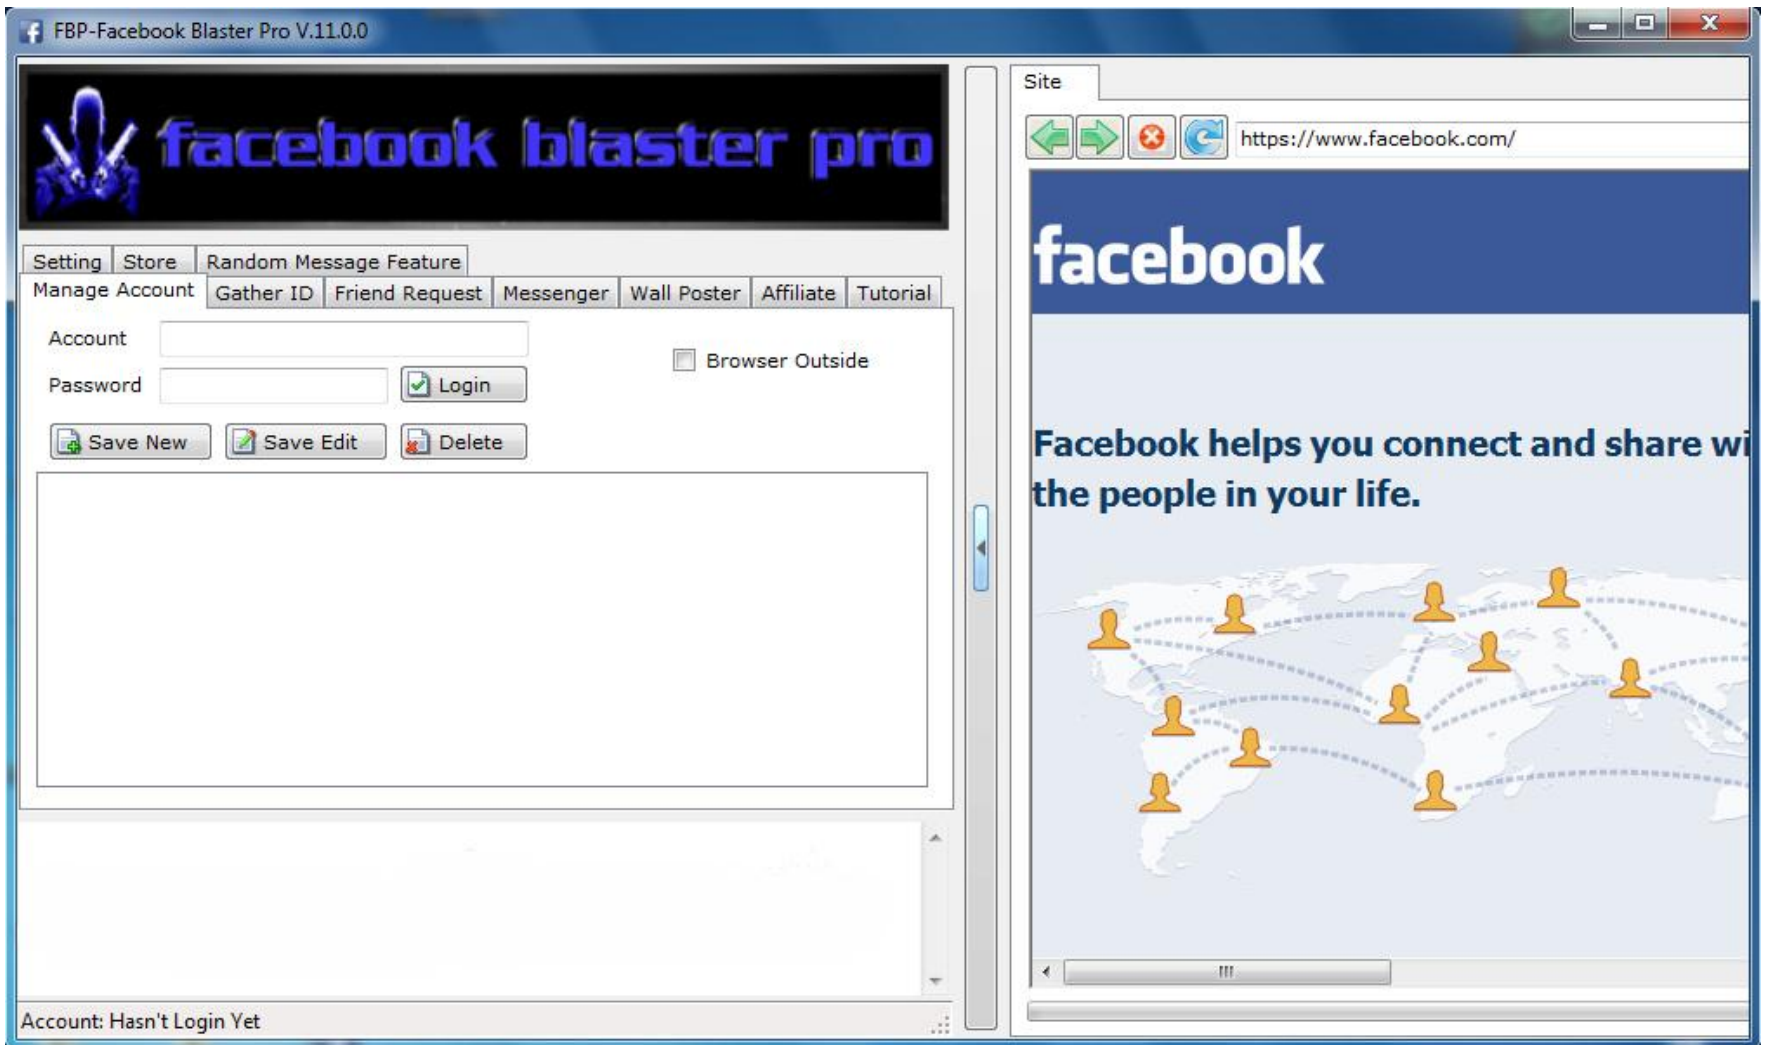 FBP-Facebook Blaster Pro V.11.0.0
facebook blaster pro
Setting Store Random Message Feature
Manage Account Gather ID Friend Request Messenger Wall Poster Affiliate Tutorial
Account
Browser Outside
Password Login
Save New Save Edit Delete
Account: Hasn't Login Yet
Site
https://www.facebook.com/
facebook
Facebook helps you connect and share wi
the people in your life.